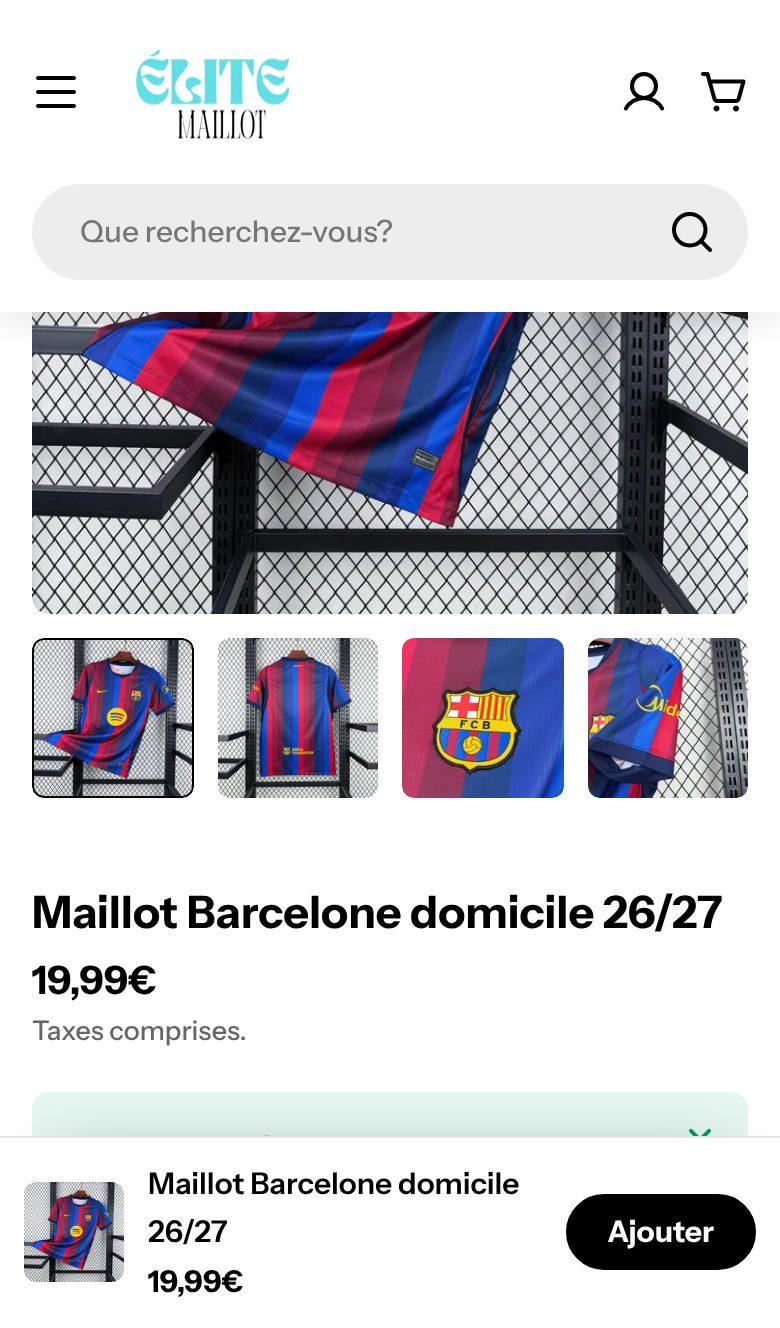 ÉLITE
MAILLOT
Que recherchez-vous?
FCB
Maillot Barcelone domicile 26/27
19,99€
Taxes comprises.
Maillot Barcelone domicile
26/27
19,99€
Ajouter